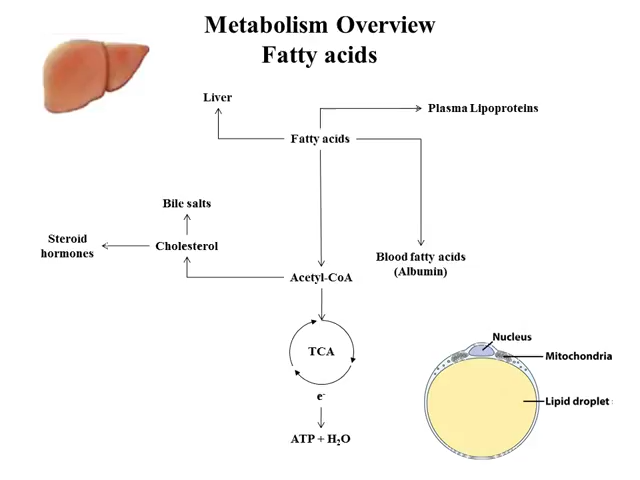 Metabolism Overview
Fatty acids
Liver
Plasma Lipoproteins
Fatty acids
Bile salts
Steroid
hormones
Cholesterol
Blood fatty acids
(Albumin)
Acetyl-CoA
TCA
e-
ATP + H2O
Nucleus
Mitochondria
Lipid droplet